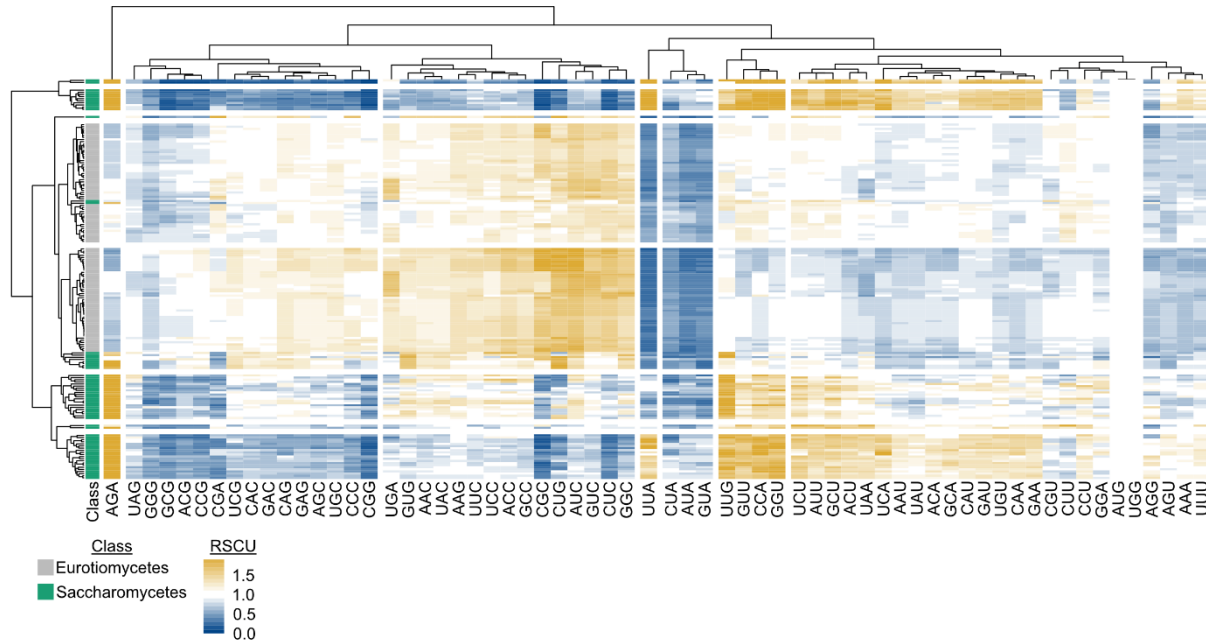 Class AGA UAG GGG GCG ACG CCG CGA UCG CAC GAC CAG GAG AGC UGC CCC CGG UGA GUG AAC UAC AAG UUC UCC ACC GCC CGC CUG AUC GUC CUC GGC UUA CUA AUA GUA UUG GUU CCA GGU UCU AUU GCU ACU UAA UCA AAU UAU ACA GCA CAU GAU UGU CAA GAA CGU CUU CCU GGA AUG UGG AGG AGU AAA UUU
Class
Eurotiomycetes
Saccharomycetes
RSCU
1.5
1.0
0.5
0.0